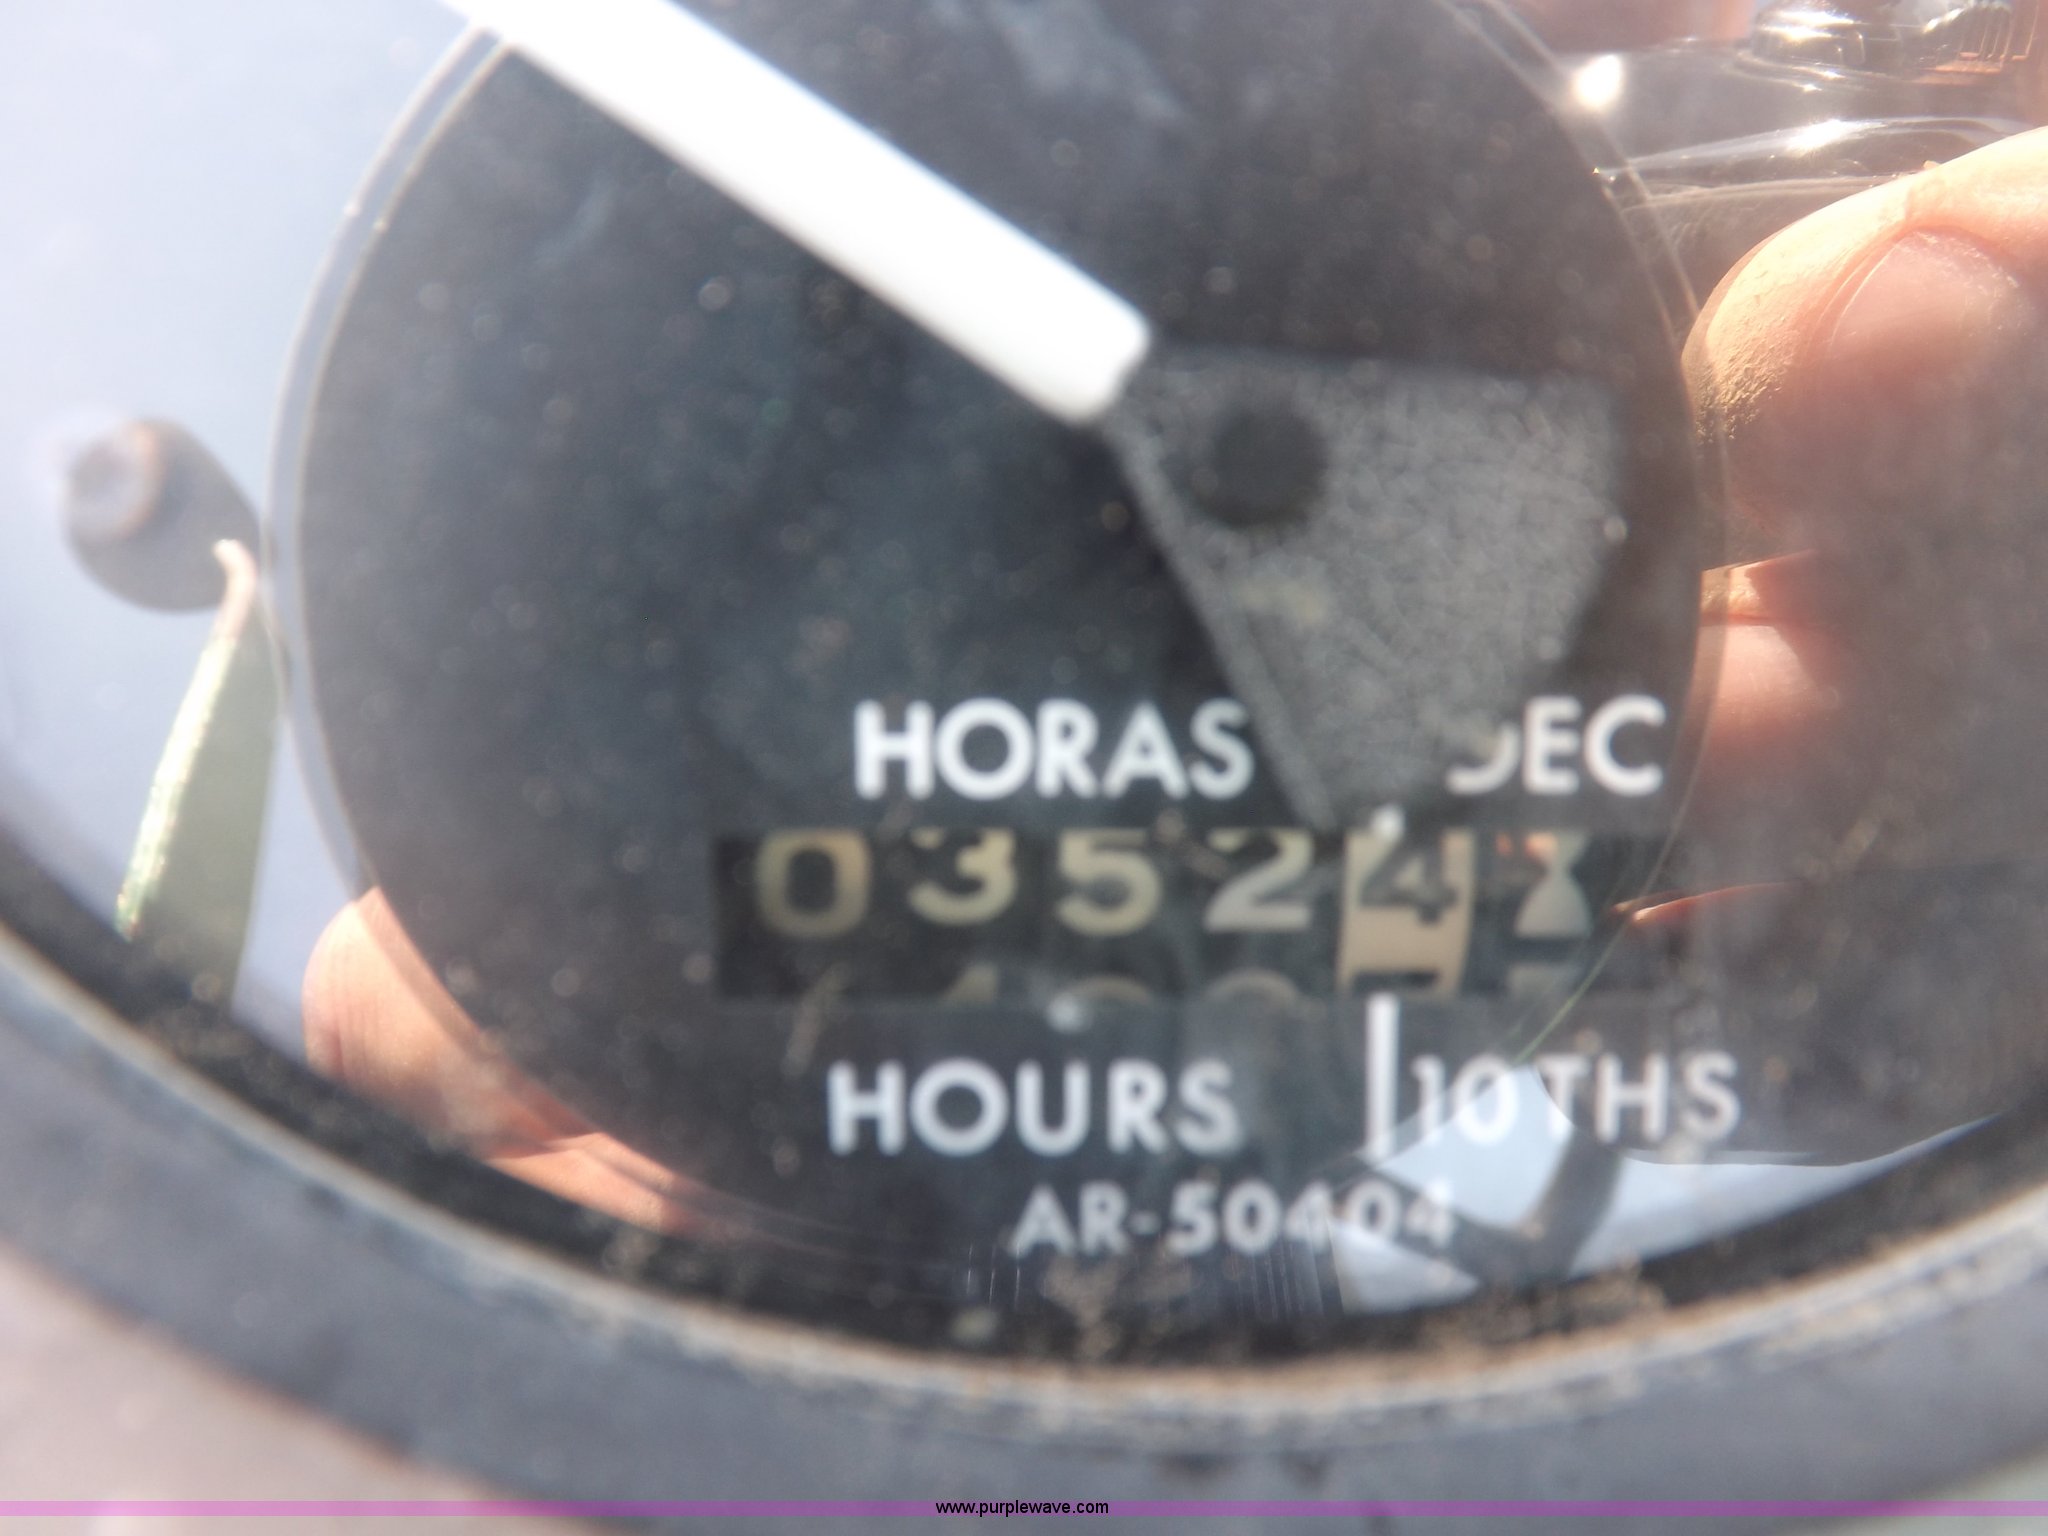 HORAS DEC
03524
HOURS 10THS
AR-50404
www.purplewave.com